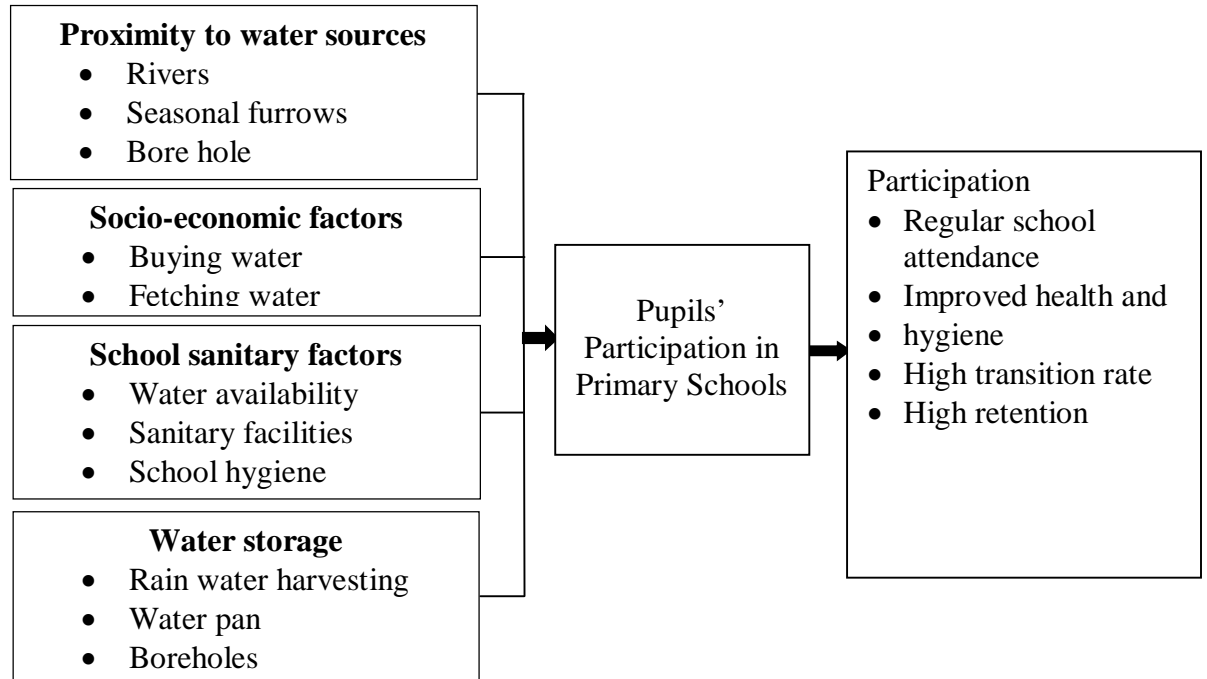 Proximity to water sources
• Rivers
• Seasonal furrows
• Bore hole
Socio-economic factors
• Buying water
• Fetching water
School sanitary factors
• Water availability
• Sanitary facilities
• School hygiene
Water storage
• Rain water harvesting
• Water pan
• Boreholes
Pupils’
Participation in
Primary Schools
Participation
• Regular school
attendance
• Improved health and
• hygiene
• High transition rate
• High retention